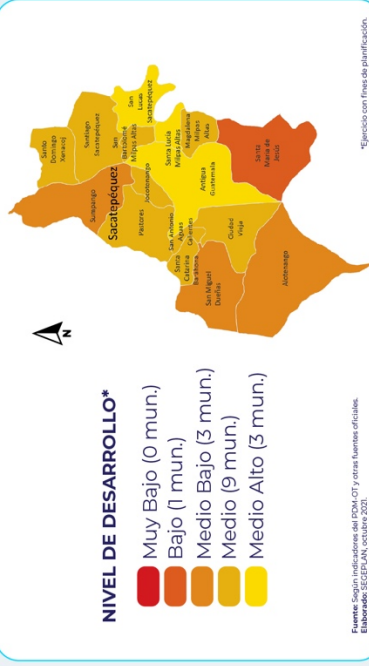 NIVEL DE DESARROLLO*
Muy Bajo (0 mun.)
Bajo (1 mun.)
Medio Bajo (3 mun.)
Medio (9 mun.)
Medio Alto (3 mun.)
N
Santo
Domingo
Xenacoj
Santiago
Sacatepéquez
Sumpango
San
Bartolomé
Milpas Altas
San
Lucas
Sacatepéquez
Sacatepéquez
Jocotenango
Santa Lucía
Milpas Altas
Magdalena
Milpas
Altas
Pastores
San Antonio
Aguas
Calientes
Santa
Catarina
Barahona
Antigua
Guatemala
Ciudad
Vieja
San Miguel
Dueñas
Santa
María de
Jesús
Alotenango
Fuente: Según indicadores del PDM-OT y otras fuentes oficiales.
Elaborado: SEGEPLAN, octubre 2021.
*Ejercicio con fines de planificación.